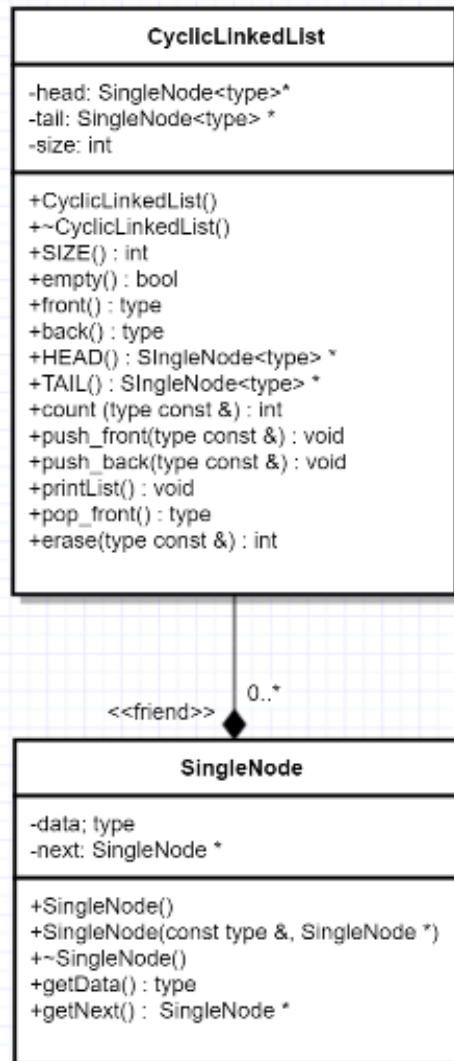 CyclicLinkedList
-head: SingleNode<type>*
-tail: SingleNode<type> *
-size: int
+CyclicLinkedList()
+~CyclicLinkedList()
+SIZE() : int
+empty() : bool
+front() : type
+back() : type
+HEAD() : SIngleNode<type> *
+TAIL() : SIngleNode<type> *
+count (type const &) : int
+push_front(type const &) : void
+push_back(type const &) : void
+printList() : void
+pop_front() : type
+erase(type const &) : int
0..*
<<friend>>
SingleNode
-data; type
-next: SingleNode *
+SingleNode()
+SingleNode(const type &, SingleNode *)
+~SingleNode()
+getData() : type
+getNext() :  SingleNode *